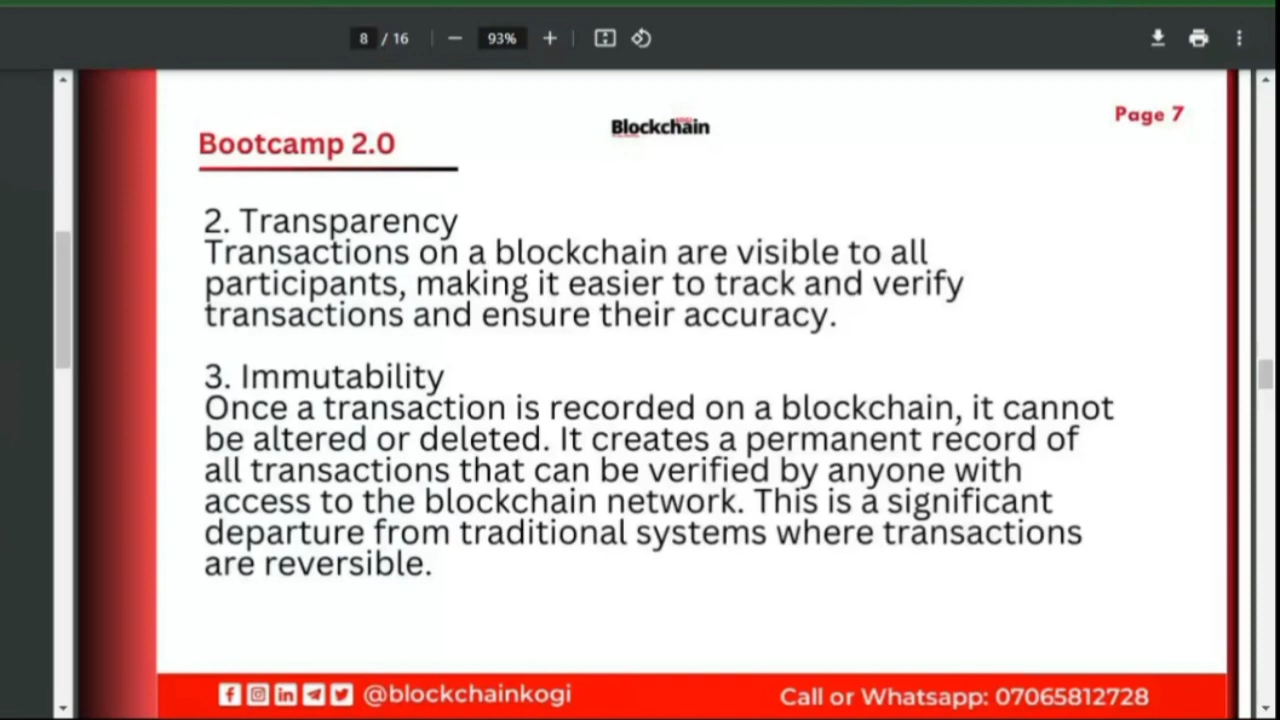 8 / 16
93%
Page 7
Blockchain
Bootcamp 2.0
2. Transparency
Transactions on a blockchain are visible to all
participants, making it easier to track and verify
transactions and ensure their accuracy.
3. Immutability
Once a transaction is recorded on a blockchain, it cannot
be altered or deleted. It creates a permanent record of
all transactions that can be verified by anyone with
access to the blockchain network. This is a significant
departure from traditional systems where transactions
are reversible.
@blockchainkogi
Call or Whatsapp: 07065812728